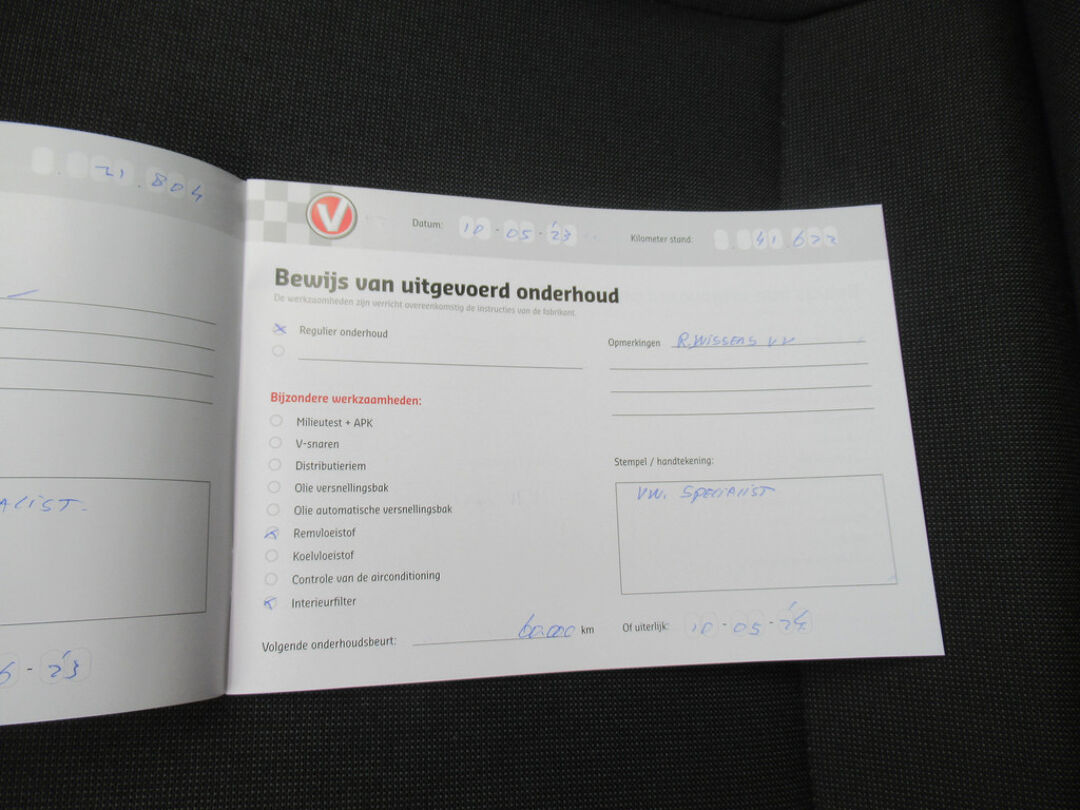 21.804
ALIST.
6 - '23
V
Datum: 10 - 05 - '23
Kilometer stand: 41.622
Bewijs van uitgevoerd onderhoud
De werkzaamheden zijn verricht overeenkomstig de instructies van de fabrikant.
x Regulier onderhoud
Opmerkingen R. WISSENS VV
Bijzondere werkzaamheden:
Milieutest + APK
V-snaren
Distributieriem
Olie versnellingsbak
Olie automatische versnellingsbak
x Remvloeistof
Koelvloeistof
Controle van de airconditioning
x Interieurfilter
Stempel / handtekening:
VW. SPECIALIST
Volgende onderhoudsbeurt: 60.000 km
Of uiterlijk: 10 - 05 - '24